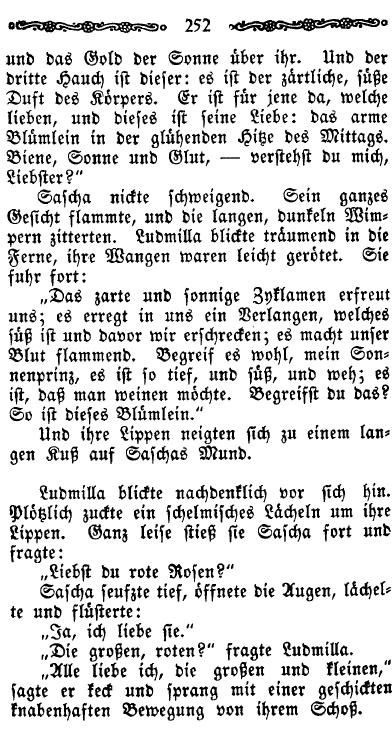 252
und das Gold der Sonne über ihr. Und der
dritte Hauch ist dieser: es ist der zärtliche, süße
Duft des Körpers. Er ist für jene da, welche
lieben, und dieses ist seine Liebe: das arme
Blümlein in der glühenden Hitze des Mittags.
Biene, Sonne und Glut, — verstehst du mich,
Liebster?“
Sascha nickte schweigend. Sein ganzes
Gesicht flammte, und die langen, dunkeln Wim-
pern zitterten. Ludmilla blickte träumend in die
Ferne, ihre Wangen waren leicht gerötet. Sie
fuhr fort:
„Das zarte und sonnige Zyklamen erfreut
uns; es erregt in uns ein Verlangen, welches
süß ist und davor wir erschrecken; es macht unser
Blut flammend. Begreif es wohl, mein Son-
nenprinz, es ist so tief, und süß, und weh; es
ist, daß man weinen möchte. Begreifst du das?
So ist dieses Blümlein.“
Und ihre Lippen neigten sich zu einem lan-
gen Kuß auf Saschas Mund.
Ludmilla blickte nachdenklich vor sich hin.
Plötzlich zuckte ein schelmisches Lächeln um ihre
Lippen. Ganz leise stieß sie Sascha fort und
fragte:
„Liebst du rote Rosen?“
Sascha seufzte tief, öffnete die Augen, lächel-
te und flüsterte:
„Ja, ich liebe sie.“
„Die großen, roten?“ fragte Ludmilla.
„Alle liebe ich, die großen und kleinen,“
sagte er keck und sprang mit einer geschickten
knabenhaften Bewegung von ihrem Schoß.